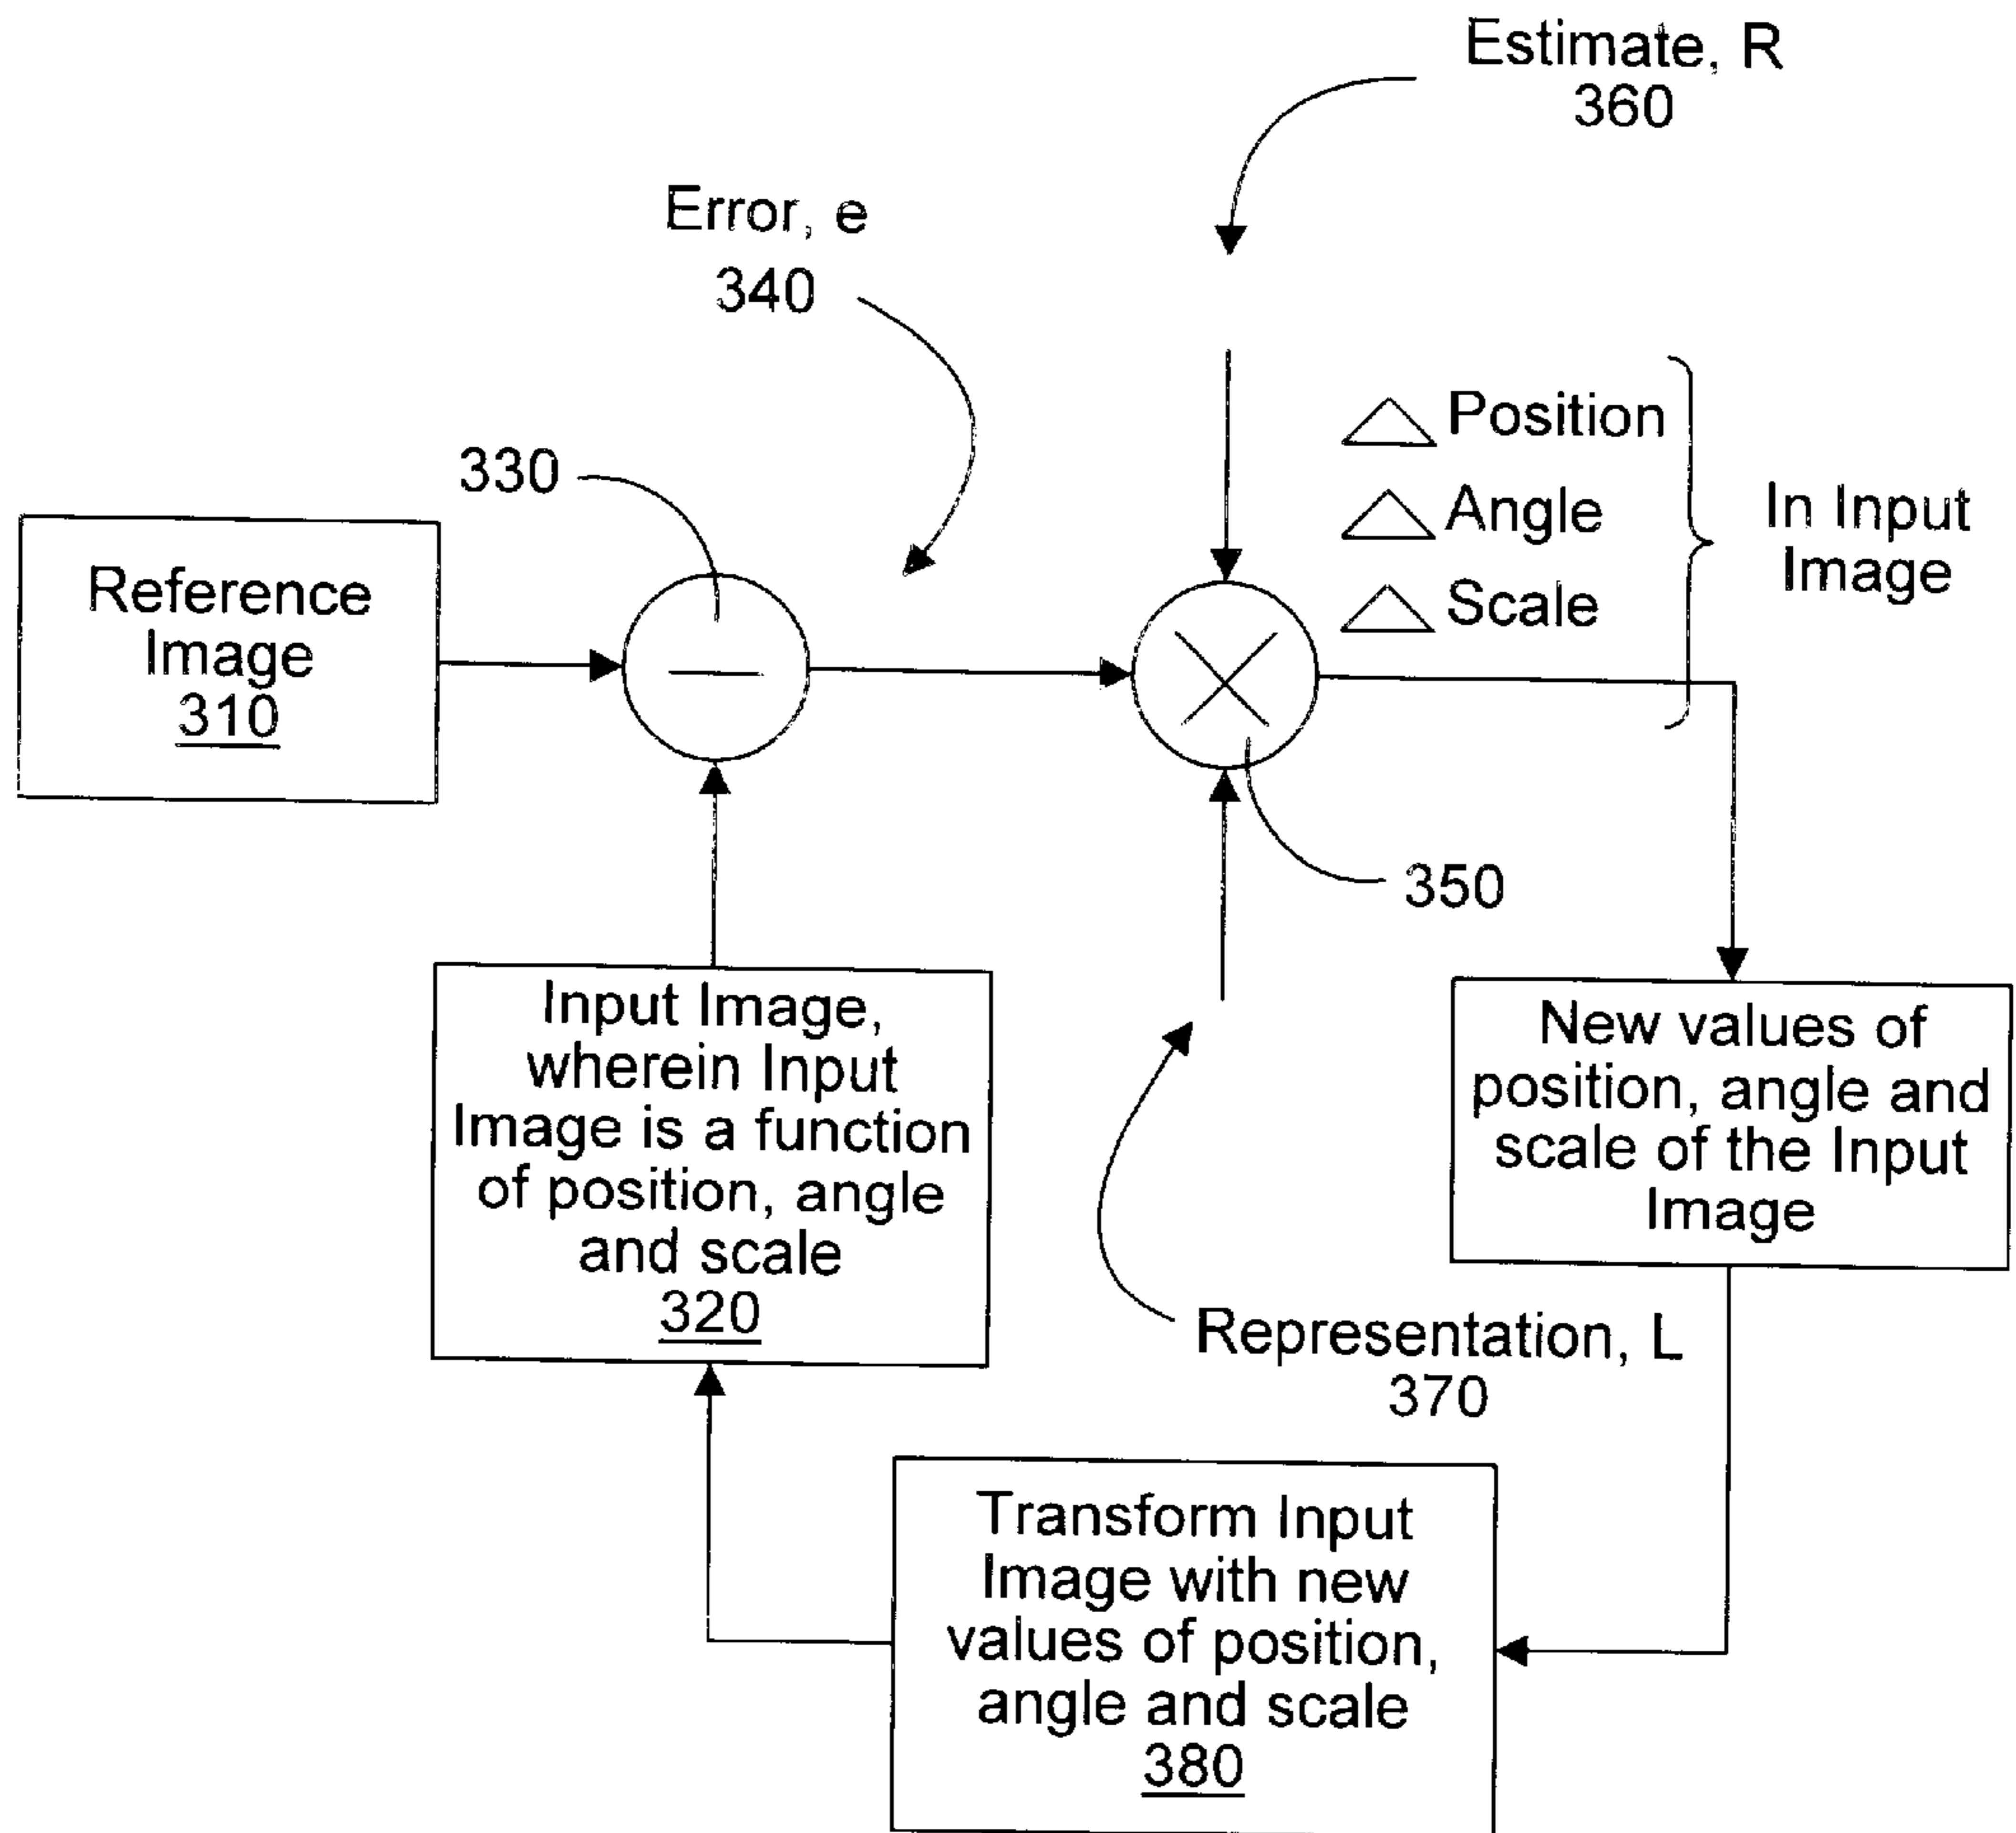 Estimate, R
360
Error, e
340
△ Position
△ Angle
△ Scale
In Input
Image
330
Reference
Image
310
350
Input Image,
wherein Input
Image is a function
of position, angle
and scale
320
New values of
position, angle and
scale of the Input
Image
Representation, L
370
Transform Input
Image with new
values of position,
angle and scale
380